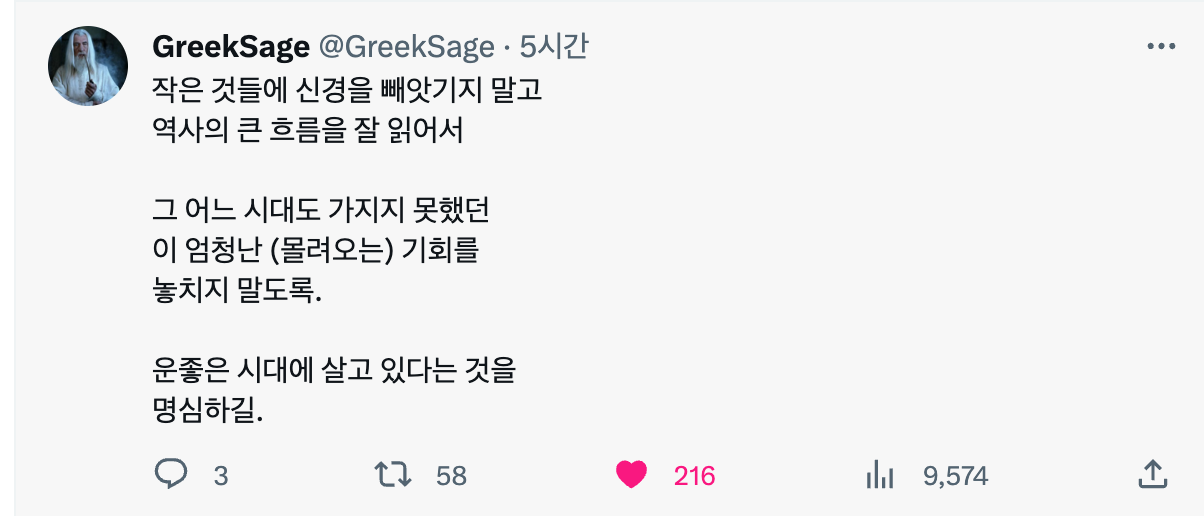 GreekSage @GreekSage · 5시간
작은 것들에 신경을 빼앗기지 말고
역사의 큰 흐름을 잘 읽어서
그 어느 시대도 가지지 못했던
이 엄청난 (몰려오는) 기회를
놓치지 말도록.
운좋은 시대에 살고 있다는 것을
명심하길.
3 58 216 9,574